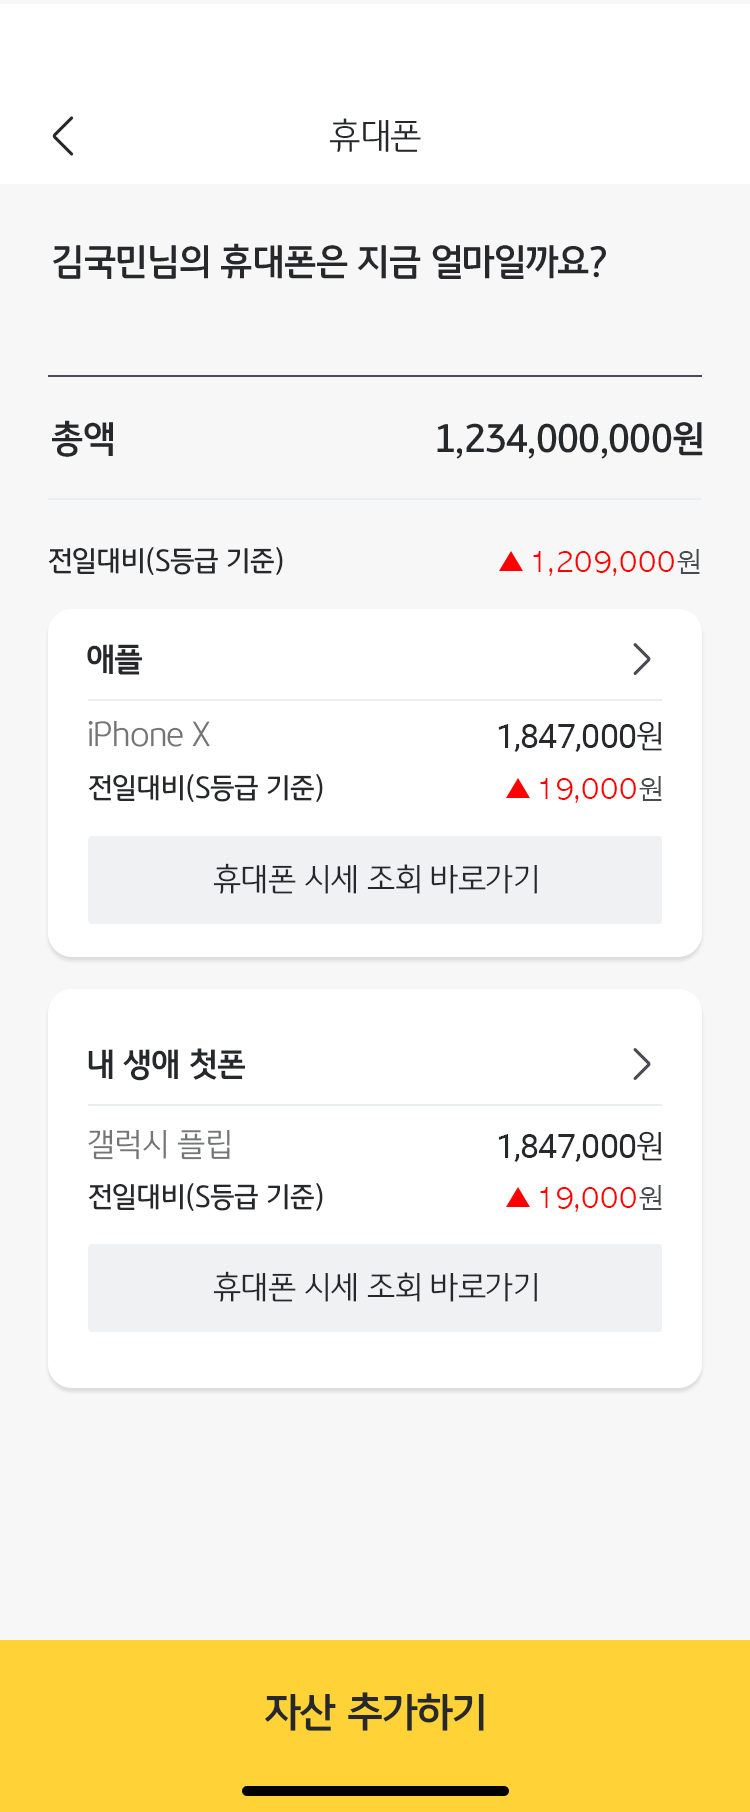 휴대폰
김국민님의 휴대폰은 지금 얼마일까요?
총액 1,234,000,000원
전일대비(S등급 기준) ▲ 1,209,000원
애플
iPhone X 1,847,000원
전일대비(S등급 기준) ▲ 19,000원
휴대폰 시세 조회 바로가기
내 생애 첫폰
갤럭시 플립 1,847,000원
전일대비(S등급 기준) ▲ 19,000원
휴대폰 시세 조회 바로가기
자산 추가하기